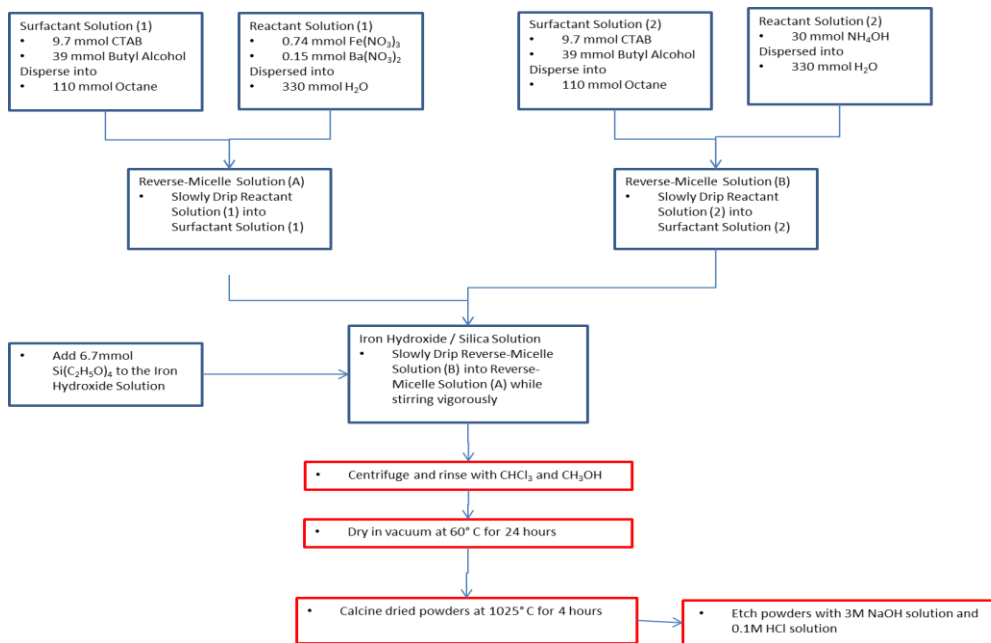 Surfactant Solution (1)
• 9.7 mmol CTAB
• 39 mmol Butyl Alcohol
Disperse into
• 110 mmol Octane
Reactant Solution (1)
• 0.74 mmol Fe(NO₃)₃
• 0.15 mmol Ba(NO₃)₂
Dispersed into
• 330 mmol H₂O
Surfactant Solution (2)
• 9.7 mmol CTAB
• 39 mmol Butyl Alcohol
Disperse into
• 110 mmol Octane
Reactant Solution (2)
• 30 mmol NH₄OH
Dispersed into
• 330 mmol H₂O
Reverse-Micelle Solution (A)
• Slowly Drip Reactant
Solution (1) into
Surfactant Solution (1)
Reverse-Micelle Solution (B)
• Slowly Drip Reactant
Solution (2) into
Surfactant Solution (2)
• Add 6.7mmol
Si(C₂H₅O)₄ to the Iron
Hydroxide Solution
Iron Hydroxide / Silica Solution
• Slowly Drip Reverse-Micelle
Solution (B) into Reverse-
Micelle Solution (A) while
stirring vigorously
• Centrifuge and rinse with CHCl₃ and CH₃OH
• Dry in vacuum at 60° C for 24 hours
• Calcine dried powders at 1025° C for 4 hours
• Etch powders with 3M NaOH solution and
0.1M HCl solution